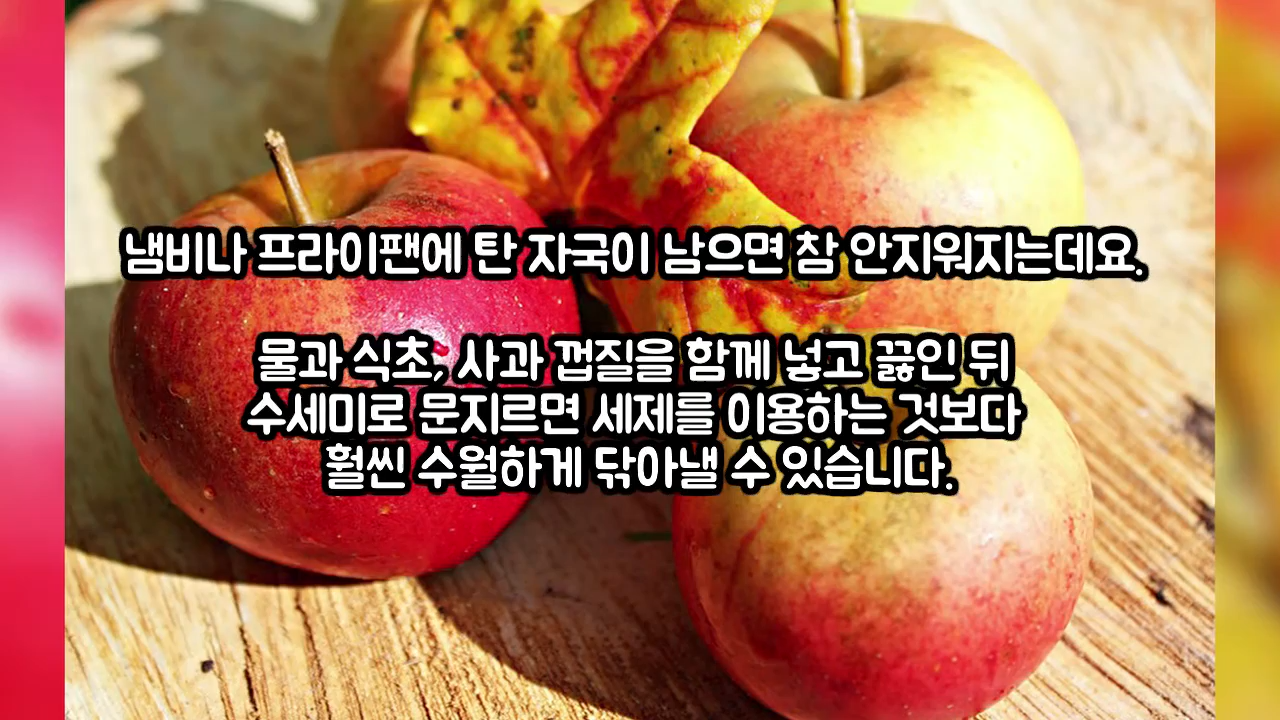 냄비나 프라이팬에 탄 자국이 남으면 참 안지워지는데요.
물과 식초, 사과 껍질을 함께 넣고 끓인 뒤
수세미로 문지르면 세제를 이용하는 것보다
훨씬 수월하게 닦아낼 수 있습니다.